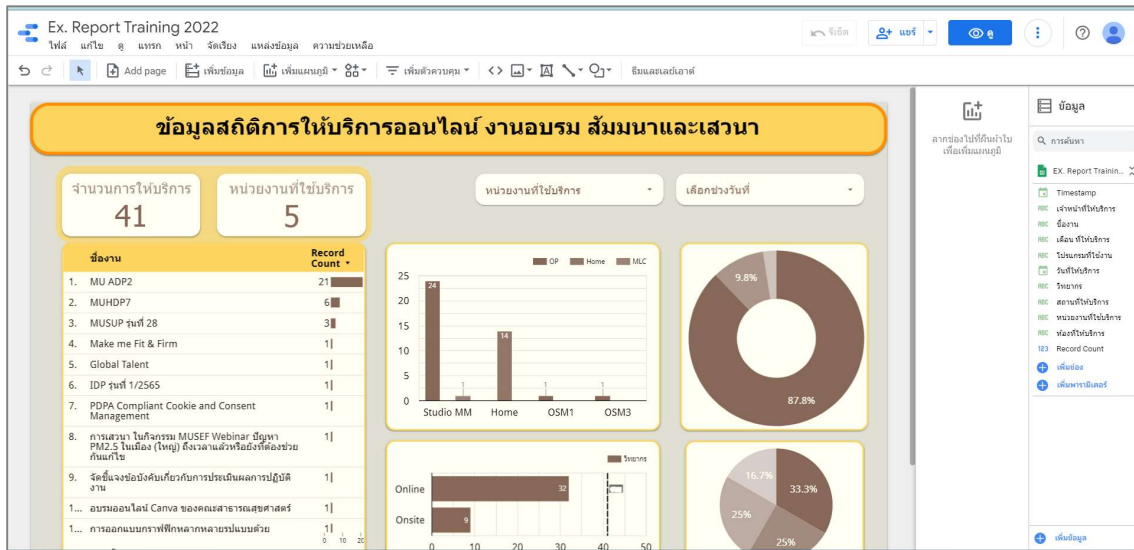 Ex. Report Training 2022
ไฟล์ แก้ไข ดู แทรก หน้า จัดเรียง แหล่งข้อมูล ความช่วยเหลือ
รีเซ็ต
แชร์
ดู
Add page
เพิ่มข้อมูล
เพิ่มแผนภูมิ
เพิ่มตัวควบคุม
ธีมและเลย์เอาต์
ข้อมูลสถิติการให้บริการออนไลน์ งานอบรม สัมมนาและเสวนา
จำนวนการให้บริการ
41
หน่วยงานที่ใช้บริการ
5
หน่วยงานที่ใช้บริการ
เลือกช่วงวันที่
ชื่องาน Record Count
1. MU ADP2 21
2. MUHDP7 6
3. MUSUP รุ่นที่ 28 3
4. Make me Fit & Firm 1
5. Global Talent 1
6. IDP รุ่นที่ 1/2565 1
7. PDPA Compliant Cookie and Consent 1
Management
8. การเสวนา ในกิจกรรม MUSEF Webinar ปัญหา 1
PM2.5 ในเมือง (ใหญ่) ถึงเวลาแล้วหรือยังที่ต้องช่วย
กันแก้ไข
9. จัดชี้แจงข้อบังคับเกี่ยวกับการประเมินผลการปฏิบัติ 1
งาน
1... อบรมออนไลน์ Canva ของคณะสาธารณสุขศาสตร์ 1
1... การออกแบบกราฟฟิกหลากหลายรูปแบบด้วย 1
0 10 20
OP Home MLC
25
20
15
10
5
0
24
1
14
1
1
Studio MM Home OSM1 OSM3
9.8%
87.8%
วิทยากร
Online 32
Onsite 9
0 10 20 30 40 50
16.7%
33.3%
25%
25%
ลากช่องไปที่ผืนผ้าใบ
เพื่อเพิ่มแผนภูมิ
ข้อมูล
การค้นหา
EX. Report Trainin...
Timestamp
ABC เจ้าหน้าที่ให้บริการ
ABC ชื่องาน
ABC เดือน ที่ให้บริการ
ABC โปรแกรมที่ใช้งาน
วันที่ให้บริการ
ABC วิทยากร
ABC สถานที่ให้บริการ
ABC หน่วยงานที่ใช้บริการ
ABC ห้องที่ให้บริการ
123 Record Count
เพิ่มช่อง
เพิ่มพารามิเตอร์
เพิ่มข้อมูล